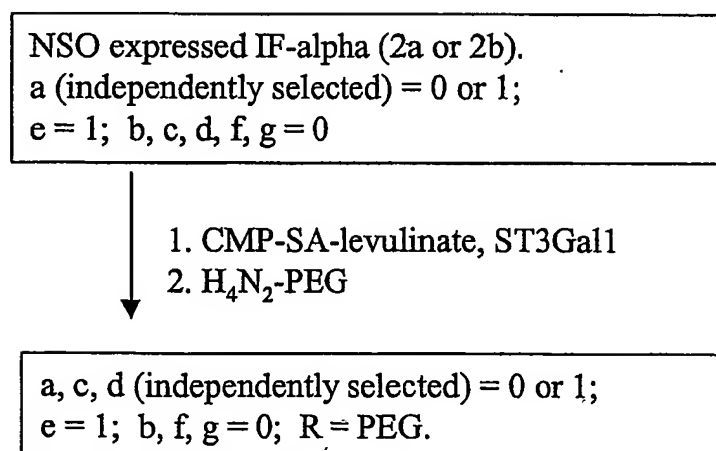 NSO expressed IF-alpha (2a or 2b).
a (independently selected) = 0 or 1;
e = 1; b, c, d, f, g = 0
1. CMP-SA-levulinate, ST3Gal1
2. H₄N₂-PEG
a, c, d (independently selected) = 0 or 1;
e = 1; b, f, g = 0; R = PEG.